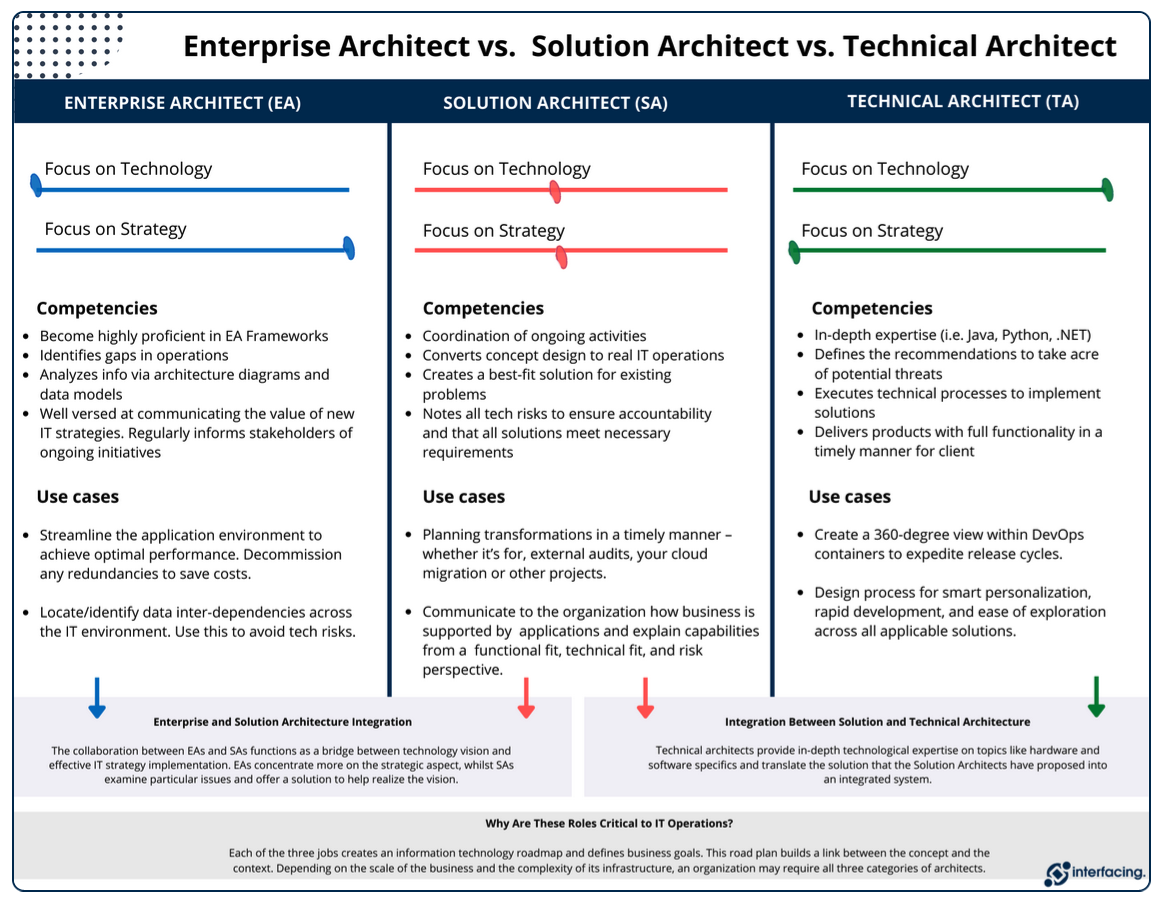 Enterprise Architect vs.  Solution Architect vs. Technical Architect
ENTERPRISE ARCHITECT (EA)
Focus on Technology
Focus on Strategy
Competencies
• Become highly proficient in EA Frameworks
• Identifies gaps in operations
• Analyzes info via architecture diagrams and
data models
• Well versed at communicating the value of new
IT strategies. Regularly informs stakeholders of
ongoing initiatives
Use cases
• Streamline the application environment to
achieve optimal performance. Decommission
any redundancies to save costs.
• Locate/identify data inter-dependencies across
the IT environment. Use this to avoid tech risks.
SOLUTION ARCHITECT (SA)
Focus on Technology
Focus on Strategy
Competencies
• Coordination of ongoing activities
• Converts concept design to real IT operations
• Creates a best-fit solution for existing
problems
• Notes all tech risks to ensure accountability
and that all solutions meet necessary
requirements
Use cases
• Planning transformations in a timely manner –
whether it’s for, external audits, your cloud
migration or other projects.
• Communicate to the organization how business is
supported by  applications and explain capabilities
from a  functional fit, technical fit, and risk
perspective.
TECHNICAL ARCHITECT (TA)
Focus on Technology
Focus on Strategy
Competencies
• In-depth expertise (i.e. Java, Python, .NET)
• Defines the recommendations to take acre
of potential threats
• Executes technical processes to implement
solutions
• Delivers products with full functionality in a
timely manner for client
Use cases
• Create a 360-degree view within DevOps
containers to expedite release cycles.
• Design process for smart personalization,
rapid development, and ease of exploration
across all applicable solutions.
Enterprise and Solution Architecture Integration
The collaboration between EAs and SAs functions as a bridge between technology vision and
effective IT strategy implementation. EAs concentrate more on the strategic aspect, whilst SAs
examine particular issues and offer a solution to help realize the vision.
Integration Between Solution and Technical Architecture
Technical architects provide in-depth technological expertise on topics like hardware and
software specifics and translate the solution that the Solution Architects have proposed into
an integrated system.
Why Are These Roles Critical to IT Operations?
Each of the three jobs creates an information technology roadmap and defines business goals. This road plan builds a link between the concept and the
context. Depending on the scale of the business and the complexity of its infrastructure, an organization may require all three categories of architects.
interfacing.